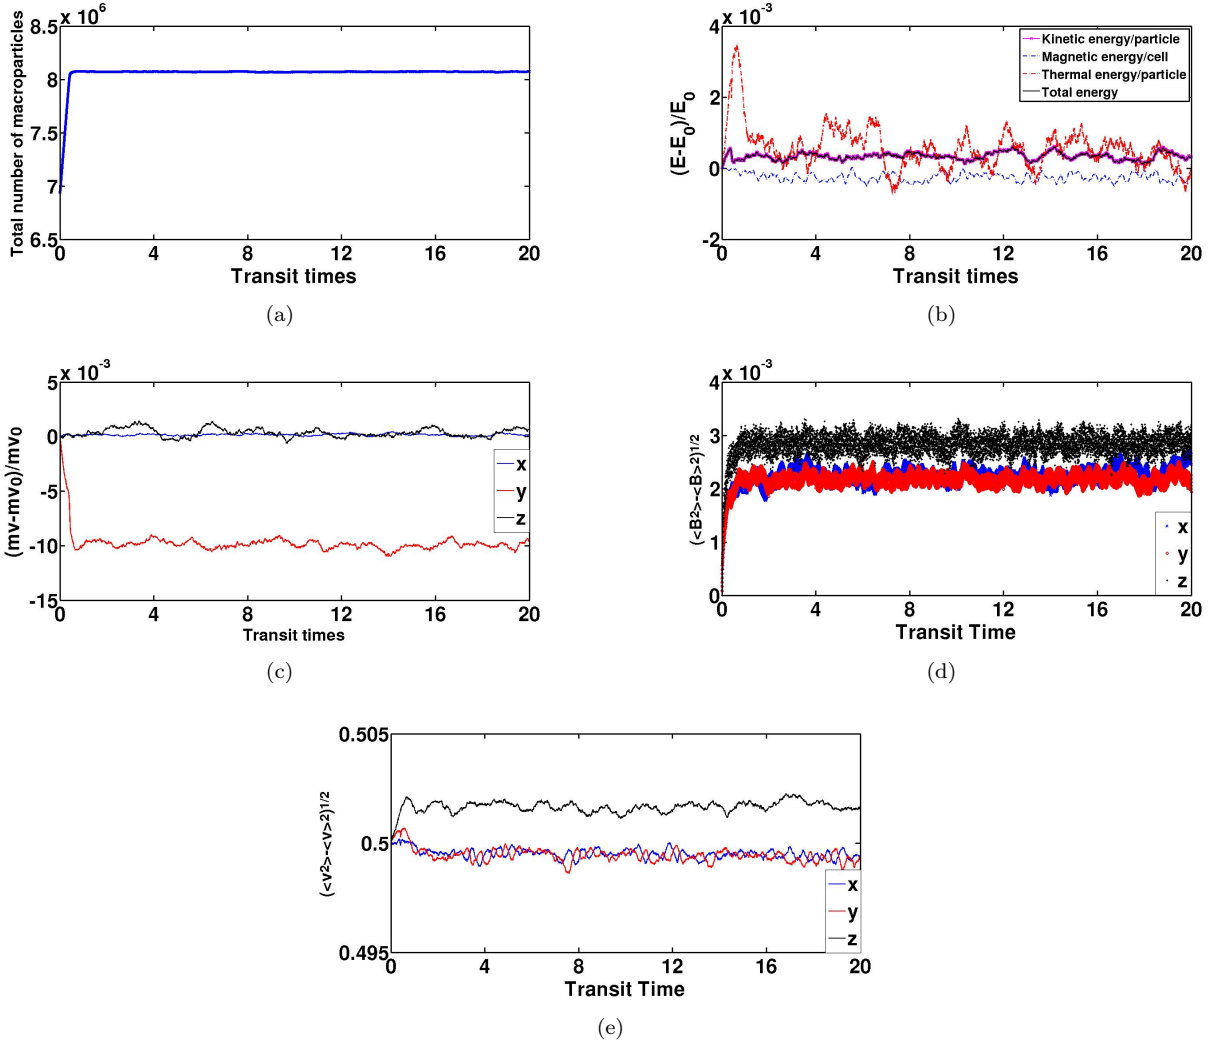 x 10⁶
8.5
8
7.5
7
6.5
Total number of macroparticles
0 4 8 12 16 20
Transit times
(a)
x 10⁻³
4
2
0
-2
(E-E₀)/E₀
Kinetic energy/particle
Magnetic energy/cell
Thermal energy/particle
Total energy
0 4 8 12 16 20
Transit times
(b)
x 10⁻³
5
0
-5
-10
-15
(mv-mv₀)/mv₀
x
y
z
0 4 8 12 16 20
Transit times
(c)
x 10⁻³
4
3
2
1
0
(<B²>-<B>²)¹/²
x
y
z
0 4 8 12 16 20
Transit Time
(d)
0.505
0.5
0.495
(<v²>-<v>²)¹/²
x
y
z
0 4 8 12 16 20
Transit Time
(e)